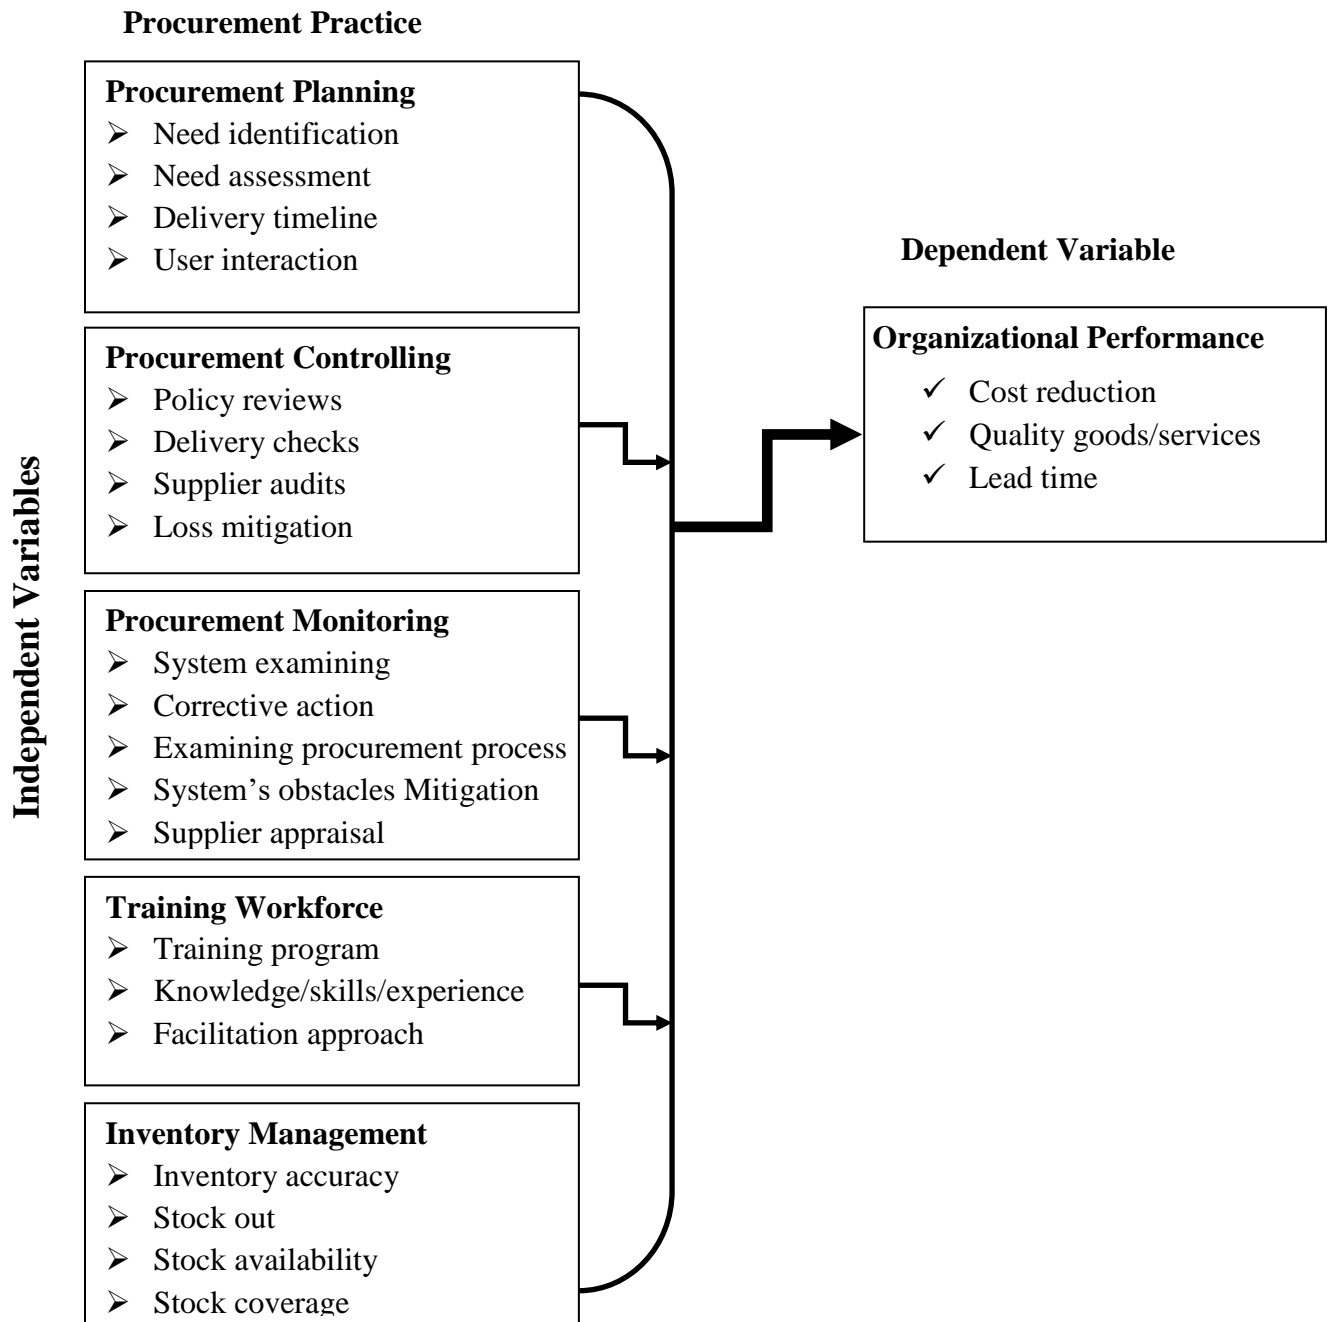 Procurement Practice
Procurement Planning
Need identification
Need assessment
Delivery timeline
User interaction
Procurement Controlling
Policy reviews
Delivery checks
Supplier audits
Loss mitigation
Independent Variables
Procurement Monitoring
System examining
Corrective action
Examining procurement process
System’s obstacles Mitigation
Supplier appraisal
Training Workforce
Training program
Knowledge/skills/experience
Facilitation approach
Inventory Management
Inventory accuracy
Stock out
Stock availability
Stock coverage
Dependent Variable
Organizational Performance
Cost reduction
Quality goods/services
Lead time